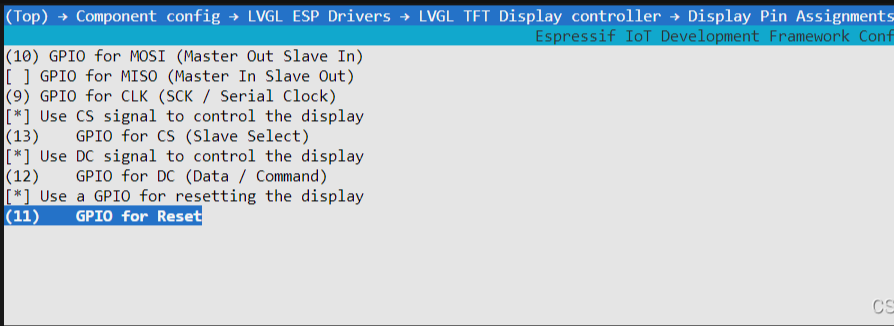 (Top) → Component config → LVGL ESP Drivers → LVGL TFT Display controller → Display Pin Assignments
Espressif IoT Development Framework Conf
(10) GPIO for MOSI (Master Out Slave In)
[ ] GPIO for MISO (Master In Slave Out)
(9) GPIO for CLK (SCK / Serial Clock)
[*] Use CS signal to control the display
(13)    GPIO for CS (Slave Select)
[*] Use DC signal to control the display
(12)    GPIO for DC (Data / Command)
[*] Use a GPIO for resetting the display
(11)    GPIO for Reset
CS